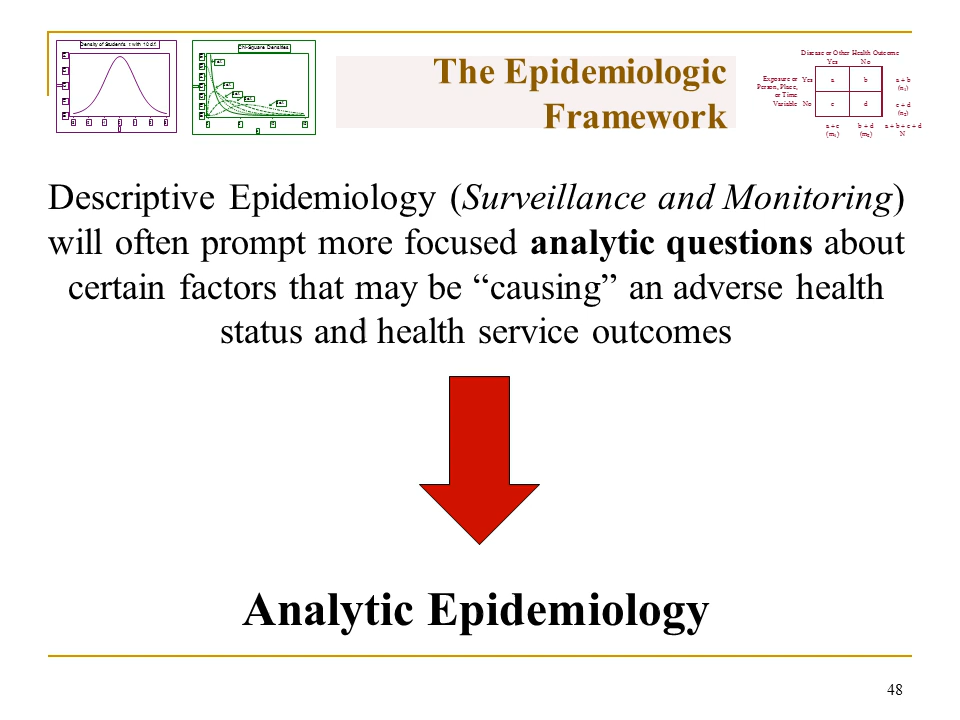 Density of Students t with 10 d.f.
Chi-Square Densities
The Epidemiologic
Framework
Disease or Other Health Outcome
Yes No
Exposure or Yes a b a + b
Person, Place, (n₁)
or Time
Variable No c d c + d
(n₂)
a + c b + d a + b + c + d
(m₁) (m₂) N
Descriptive Epidemiology (Surveillance and Monitoring)
will often prompt more focused analytic questions about
certain factors that may be “causing” an adverse health
status and health service outcomes
Analytic Epidemiology
48